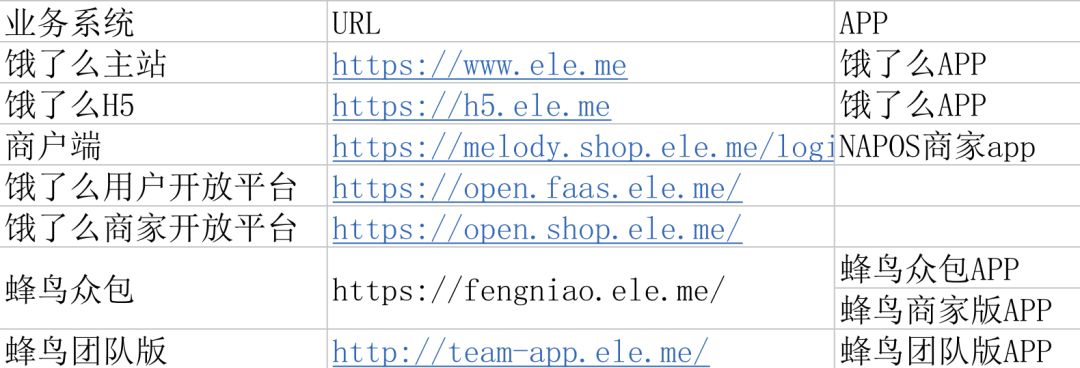 业务系统 URL APP
饿了么主站 https://www.ele.me 饿了么APP
饿了么H5 https://h5.ele.me 饿了么APP
商户端 https://melody.shop.ele.me/logi NAPOS商家app
饿了么用户开放平台 https://open.faas.ele.me/
饿了么商家开放平台 https://open.shop.ele.me/
蜂鸟众包 https://fengniao.ele.me/ 蜂鸟众包APP
蜂鸟商家版APP
蜂鸟团队版 http://team-app.ele.me/ 蜂鸟团队版APP